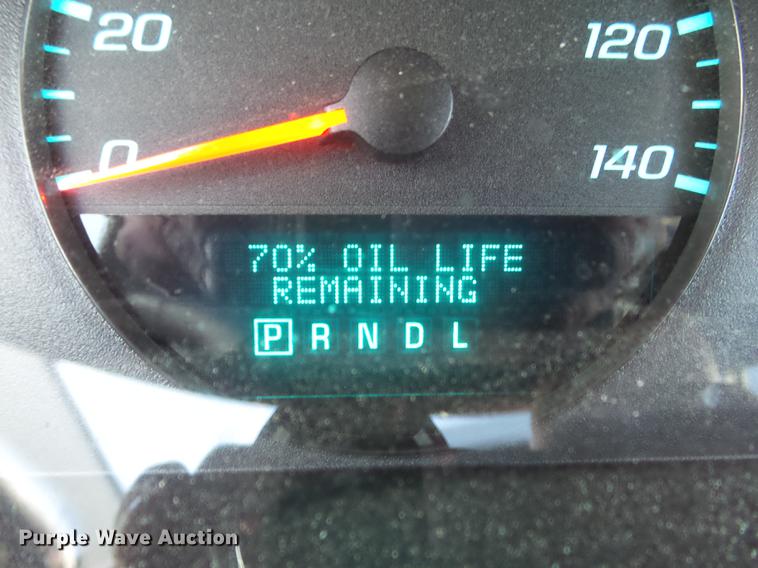 20
120
0
140
70% OIL LIFE
REMAINING
P R N D L
Purple Wave Auction